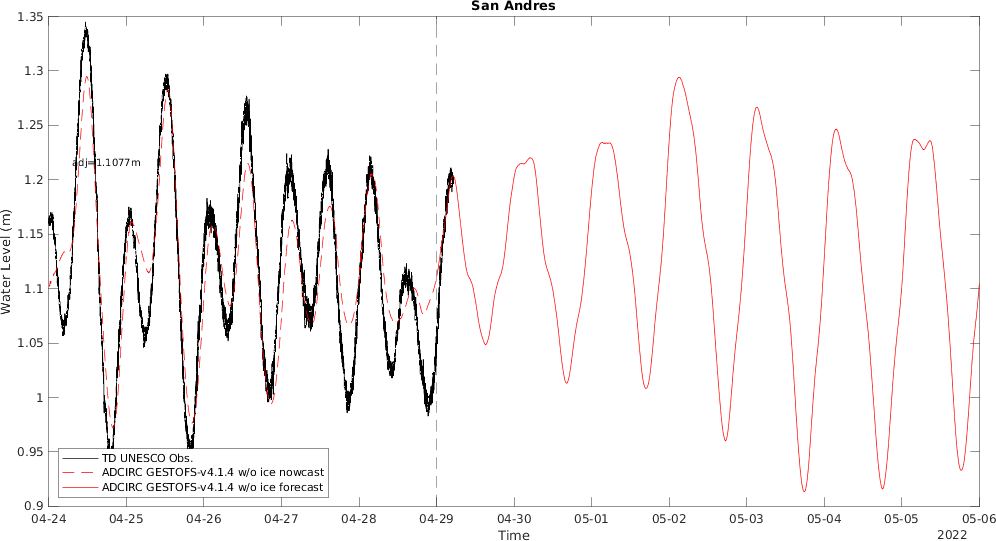 San Andres
1.35
1.3
1.25
1.2
1.15
1.1
1.05
1
0.95
0.9
Water Level (m)
adj=1.1077m
TD UNESCO Obs.
ADCIRC GESTOFS-v4.1.4 w/o ice nowcast
ADCIRC GESTOFS-v4.1.4 w/o ice forecast
04-24 04-25 04-26 04-27 04-28 04-29 04-30 05-01 05-02 05-03 05-04 05-05 05-06
Time
2022